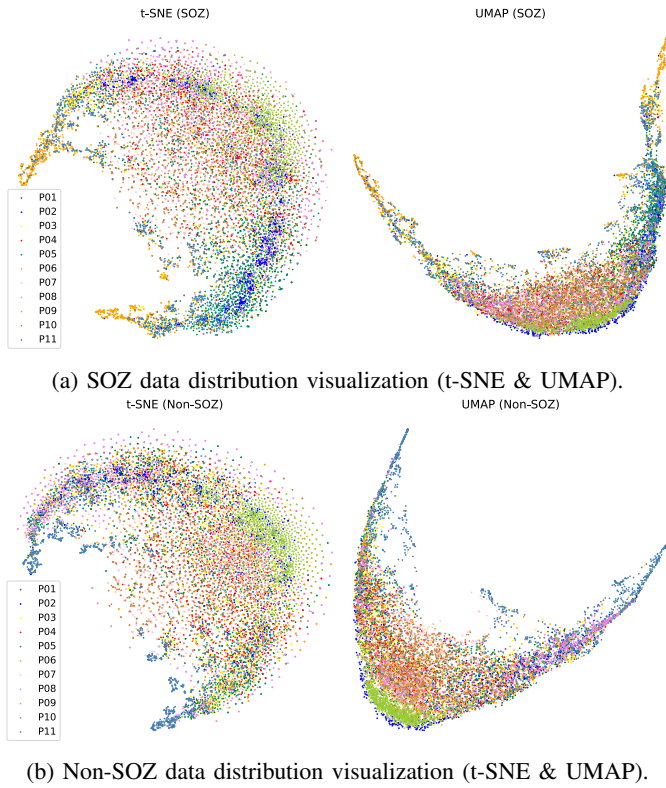 t-SNE (SOZ)
UMAP (SOZ)
P01
P02
P03
P04
P05
P06
P07
P08
P09
P10
P11
(a) SOZ data distribution visualization (t-SNE & UMAP).
t-SNE (Non-SOZ)
UMAP (Non-SOZ)
P01
P02
P03
P04
P05
P06
P07
P08
P09
P10
P11
(b) Non-SOZ data distribution visualization (t-SNE & UMAP).